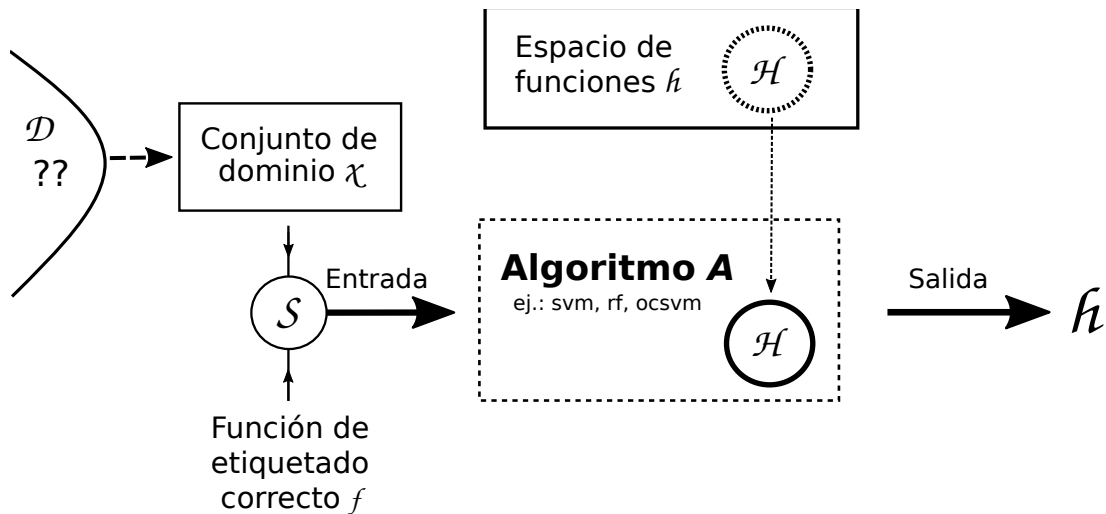 𝒟
??
Conjunto de
dominio χ
Espacio de
funciones ℎ
ℋ
Entrada
𝒮
Algoritmo A
ej.: svm, rf, ocsvm
ℋ
Salida
ℎ
Función de
etiquetado
correcto f